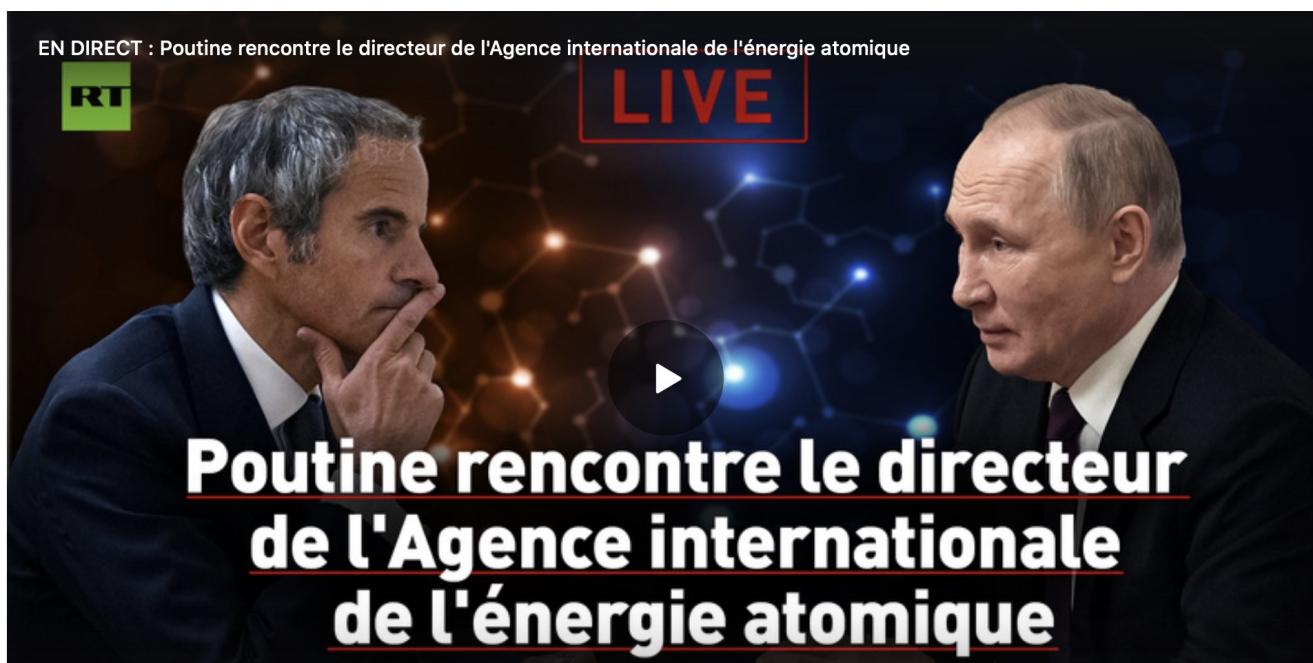 EN DIRECT : Poutine rencontre le directeur de l'Agence internationale de l'énergie atomique
RT
LIVE
Poutine rencontre le directeur
de l'Agence internationale
de l'énergie atomique